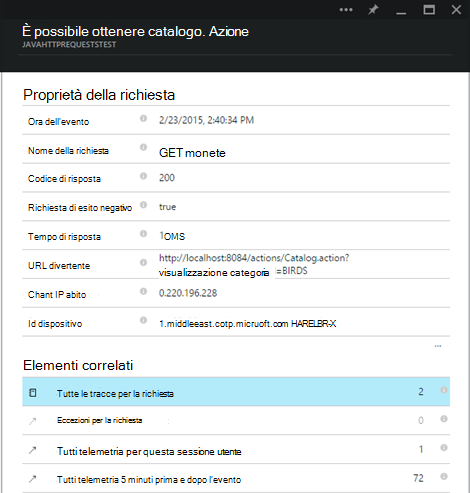 È possibile ottenere catalogo. Azione
JAVAHTTPREQUESTSTEST
Proprietà della richiesta
Ora dell'evento 2/23/2015, 2:40:34 PM
Nome della richiesta GET monete
Codice di risposta 200
Richiesta di esito negativo true
Tempo di risposta 1OMS
URL divertente http://localhost:8084/actions/Catalog.action?
visualizzazione categoria =BIRDS
Chant IP abito 0.220.196.228
Id dispositivo 1.middleeast.cotp.micruoft.com HARELBR-X
Elementi correlati
Tutte le tracce per la richiesta 2
Eccezioni per la richiesta 0
Tutti telemetria per questa sessione utente 1
Tutti telemetria 5 minuti prima e dopo l'evento 72